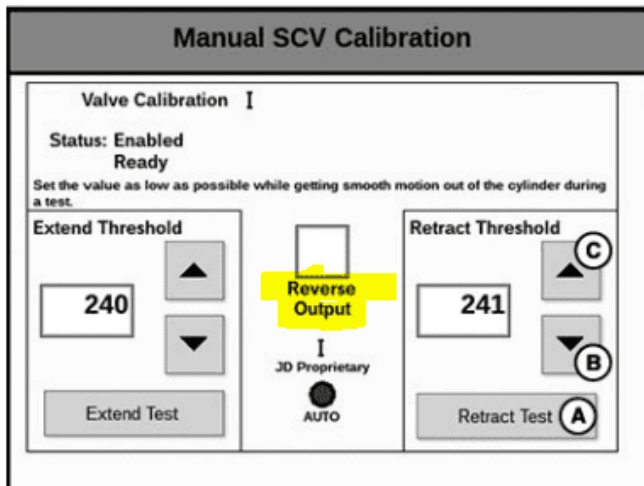 Manual SCV Calibration
Valve Calibration I
Status: Enabled
Ready
Set the value as low as possible while getting smooth motion out of the cylinder during
a test.
Extend Threshold
240
Extend Test
Reverse
Output
I
JD Proprietary
AUTO
Retract Threshold
C
241
B
Retract Test A